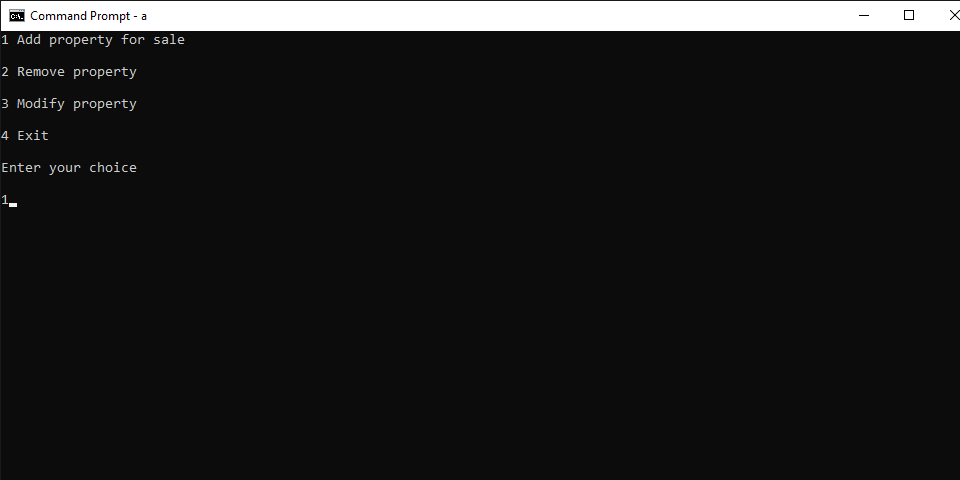 Command Prompt - a
1 Add property for sale
2 Remove property
3 Modify property
4 Exit
Enter your choice
1